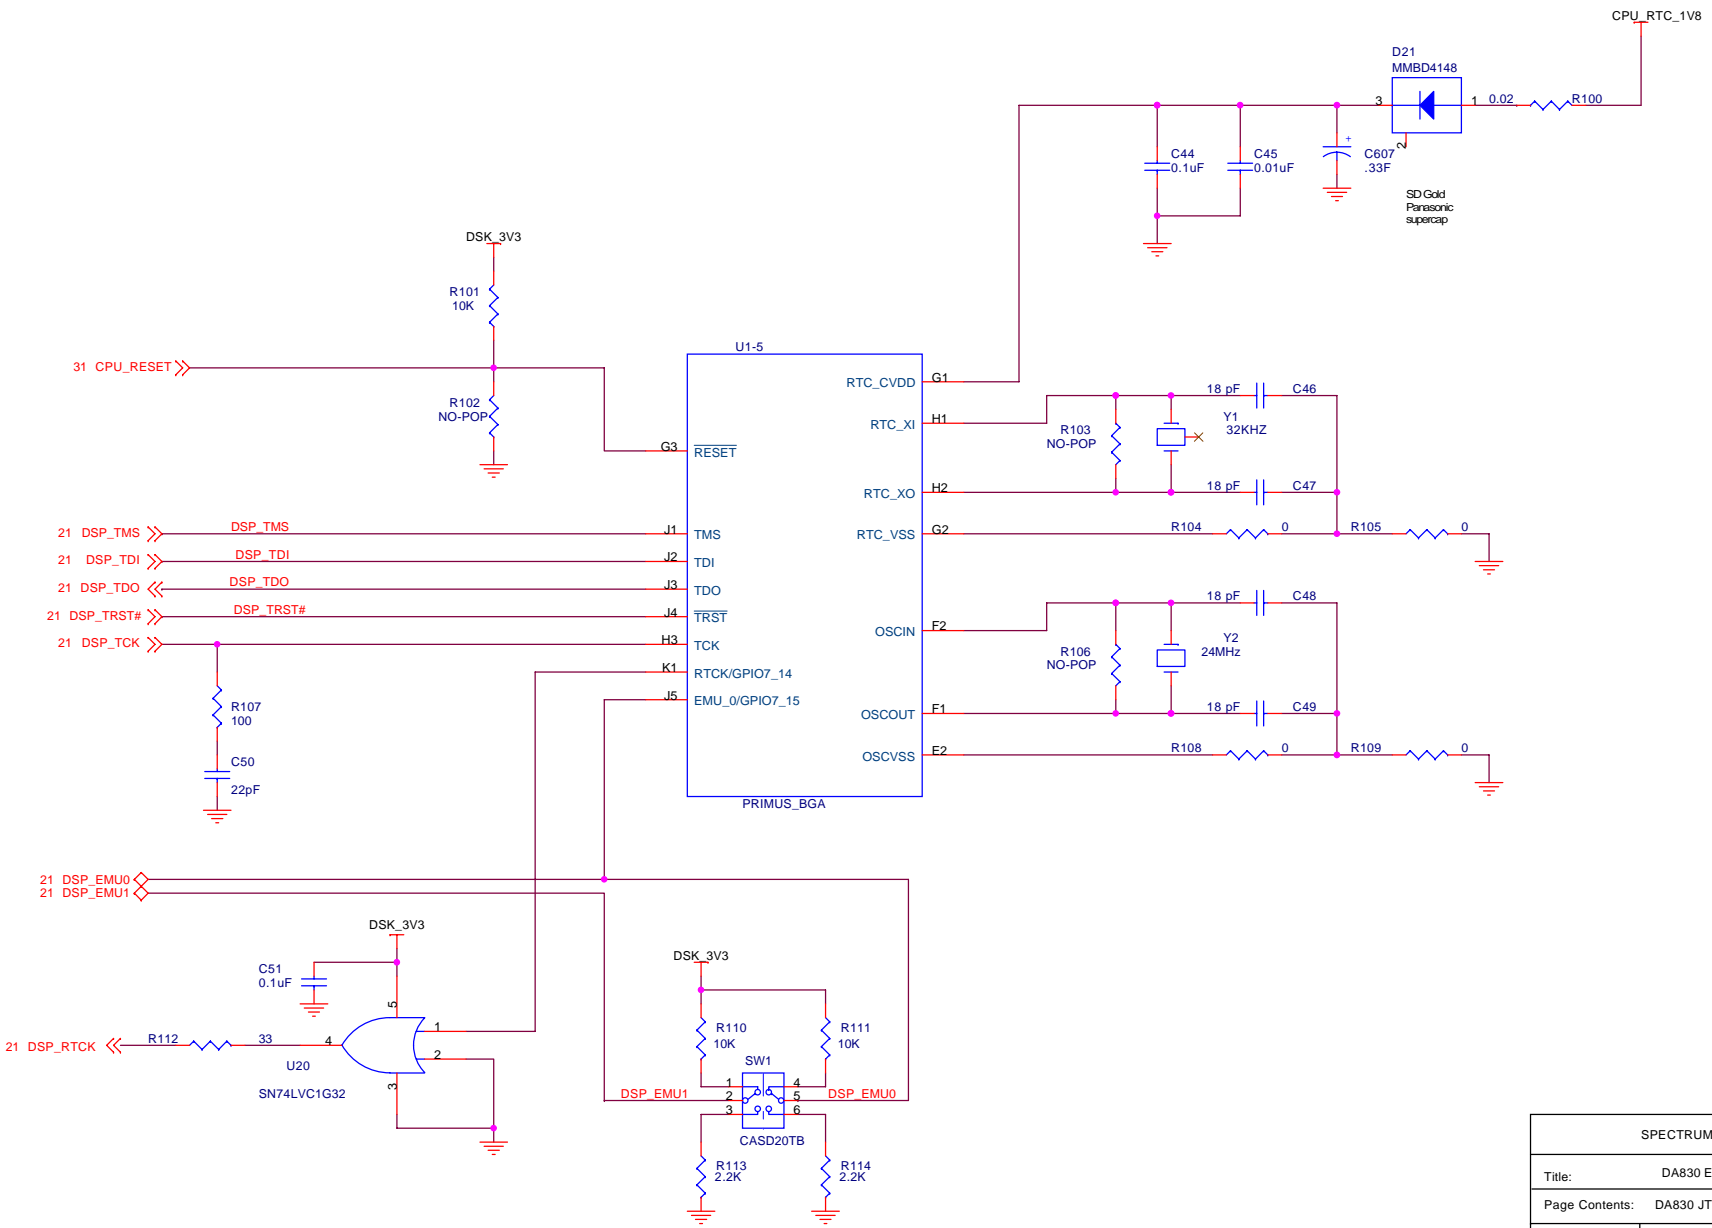 CPU_RTC_1V8
D21
MMBD4148
3
1
0.02
R100
2
C44
0.1uF
C45
0.01uF
+
C607
.33F
SD Gold
Panasonic
supercap
DSK_3V3
R101
10K
31 CPU_RESET
R102
NO-POP
U1-5
RTC_CVDD
G1
RTC_XI
H1
RTC_XO
H2
RTC_VSS
G2
OSCIN
F2
OSCOUT
F1
OSCVSS
E2
G3
RESET
J1
TMS
J2
TDI
J3
TDO
J4
TRST
H3
TCK
K1
RTCK/GPIO7_14
J5
EMU_0/GPIO7_15
PRIMUS_BGA
18 pF
C46
R103
NO-POP
Y1
32KHZ
18 pF
C47
R104
0
R105
0
18 pF
C48
R106
NO-POP
Y2
24MHz
18 pF
C49
R108
0
R109
0
21 DSP_TMS
DSP_TMS
21 DSP_TDI
DSP_TDI
21 DSP_TDO
DSP_TDO
21 DSP_TRST#
DSP_TRST#
21 DSP_TCK
R107
100
C50
22pF
21 DSP_EMU0
21 DSP_EMU1
DSK_3V3
C51
0.1uF
5
1
2
3
4
21 DSP_RTCK
R112
33
U20
SN74LVC1G32
DSK_3V3
R110
10K
R111
10K
SW1
1
2
3
4
5
6
DSP_EMU1
DSP_EMU0
CASD20TB
R113
2.2K
R114
2.2K
SPECTRUM
Title:
DA830 E
Page Contents:
DA830 JT